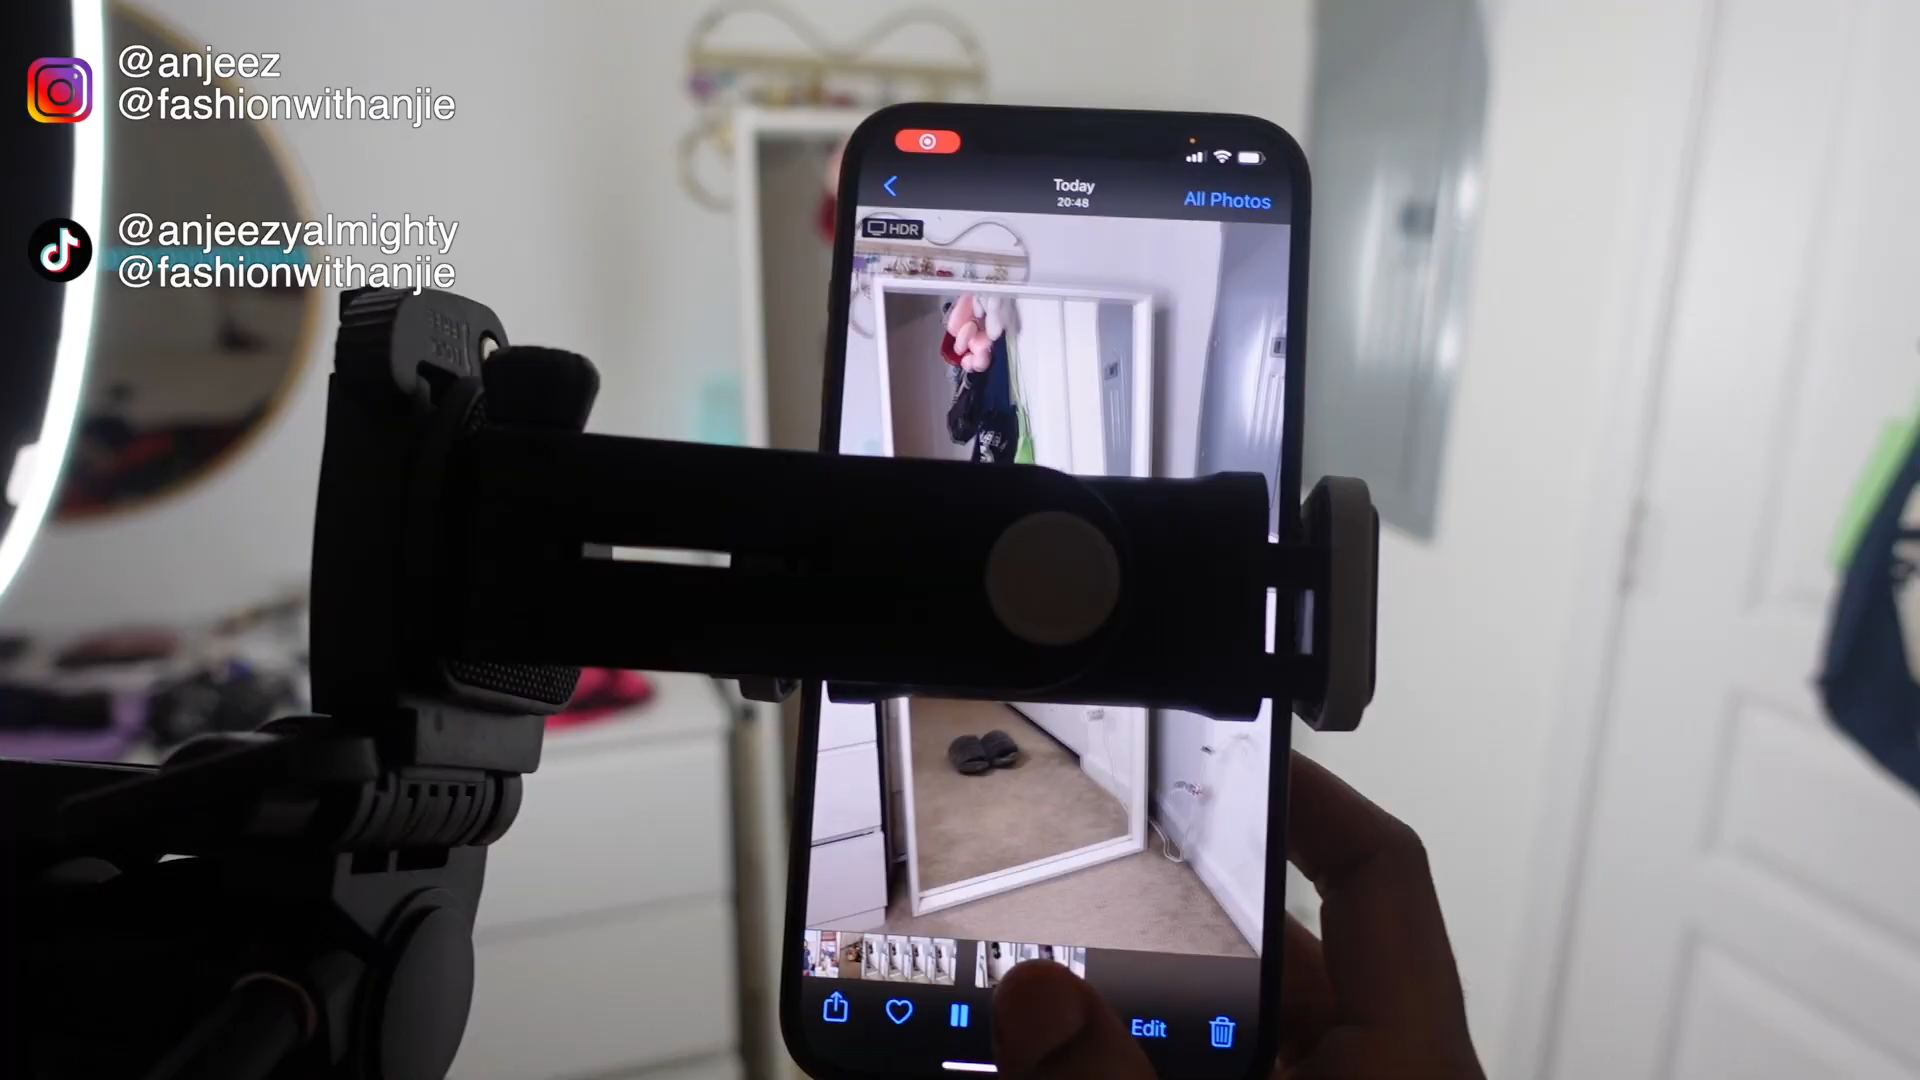 @anjeez
@fashionwithanjie
@anjeezyalmighty
@fashionwithanjie
Today
20:48
All Photos
HDR
Edit